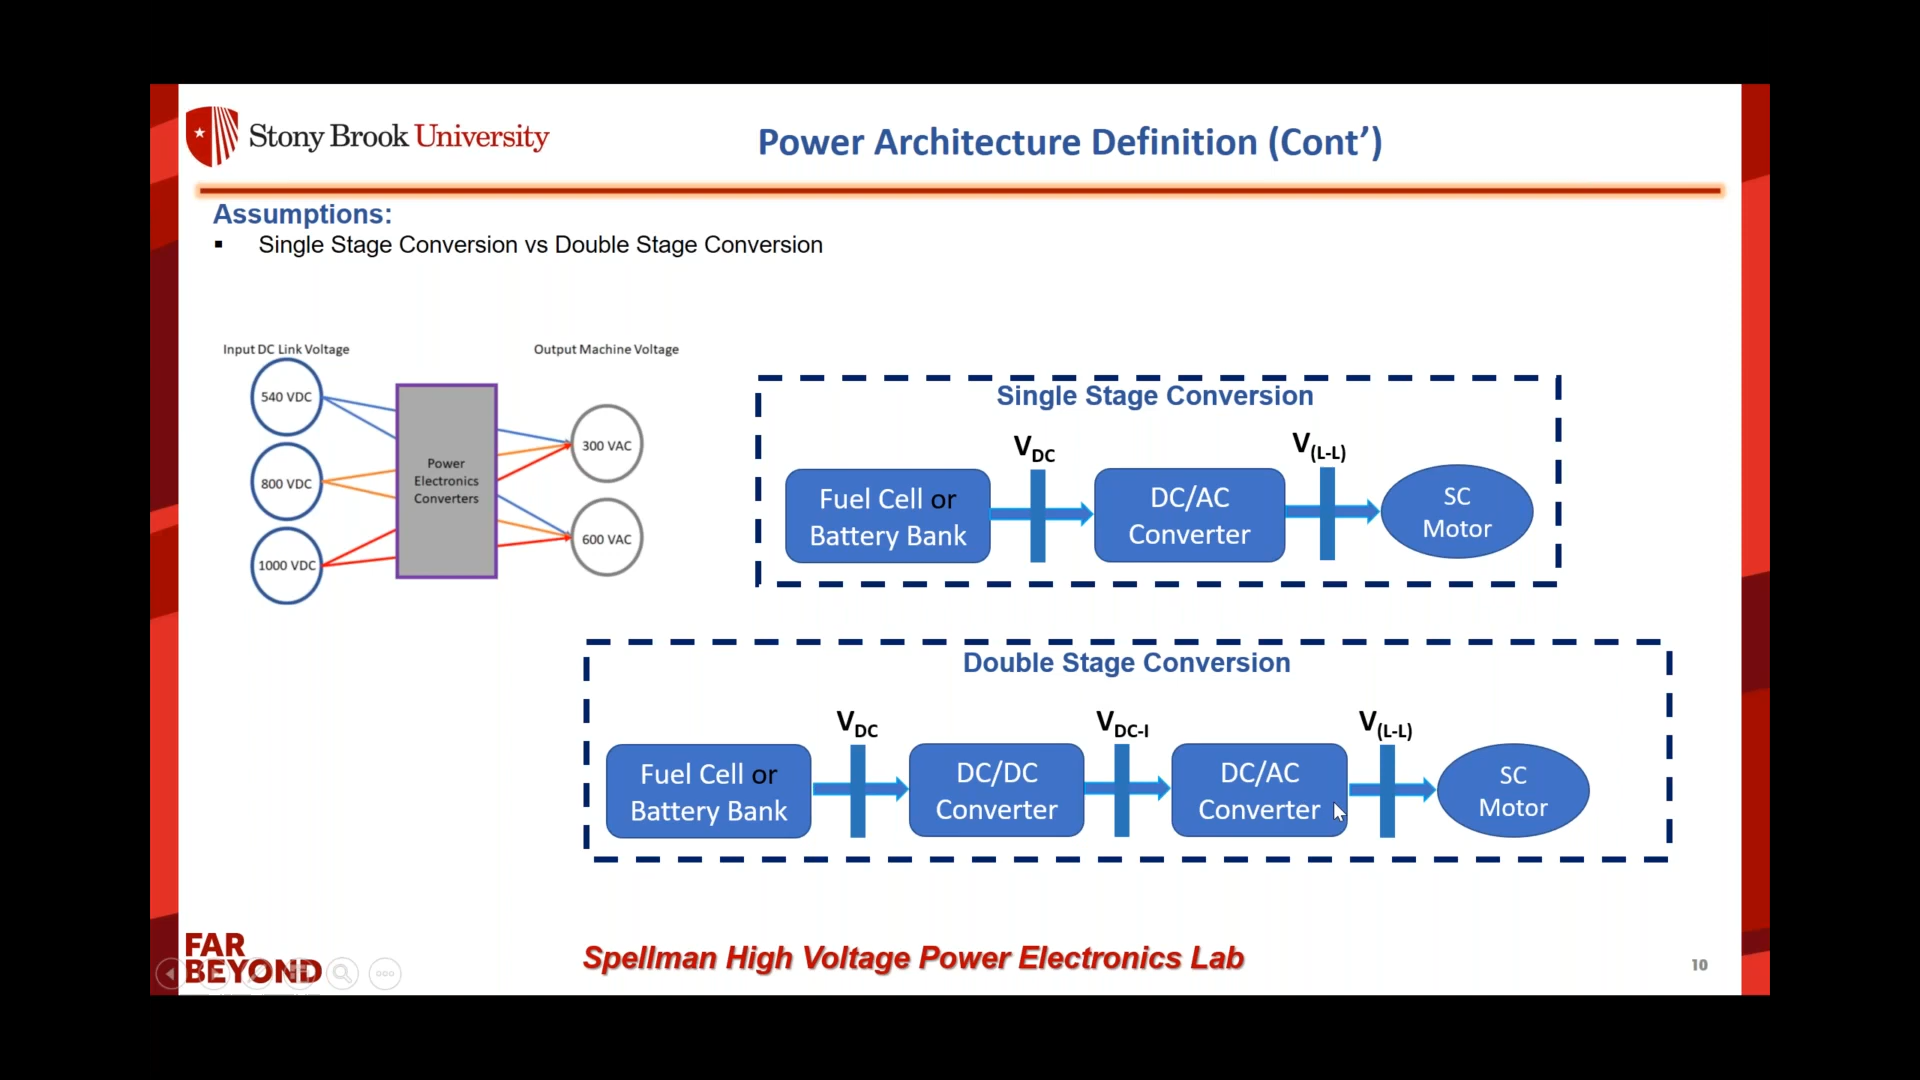 Stony Brook University
Power Architecture Definition (Cont’)
Assumptions:
▪ Single Stage Conversion vs Double Stage Conversion
Input DC Link Voltage
Output Machine Voltage
540 VDC
800 VDC
1000 VDC
Power
Electronics
Converters
300 VAC
600 VAC
Single Stage Conversion
VDC
V(L-L)
Fuel Cell or
Battery Bank
DC/AC
Converter
SC
Motor
Double Stage Conversion
VDC
VDC-I
V(L-L)
Fuel Cell or
Battery Bank
DC/DC
Converter
DC/AC
Converter
SC
Motor
FAR
BEYOND
Spellman High Voltage Power Electronics Lab
10